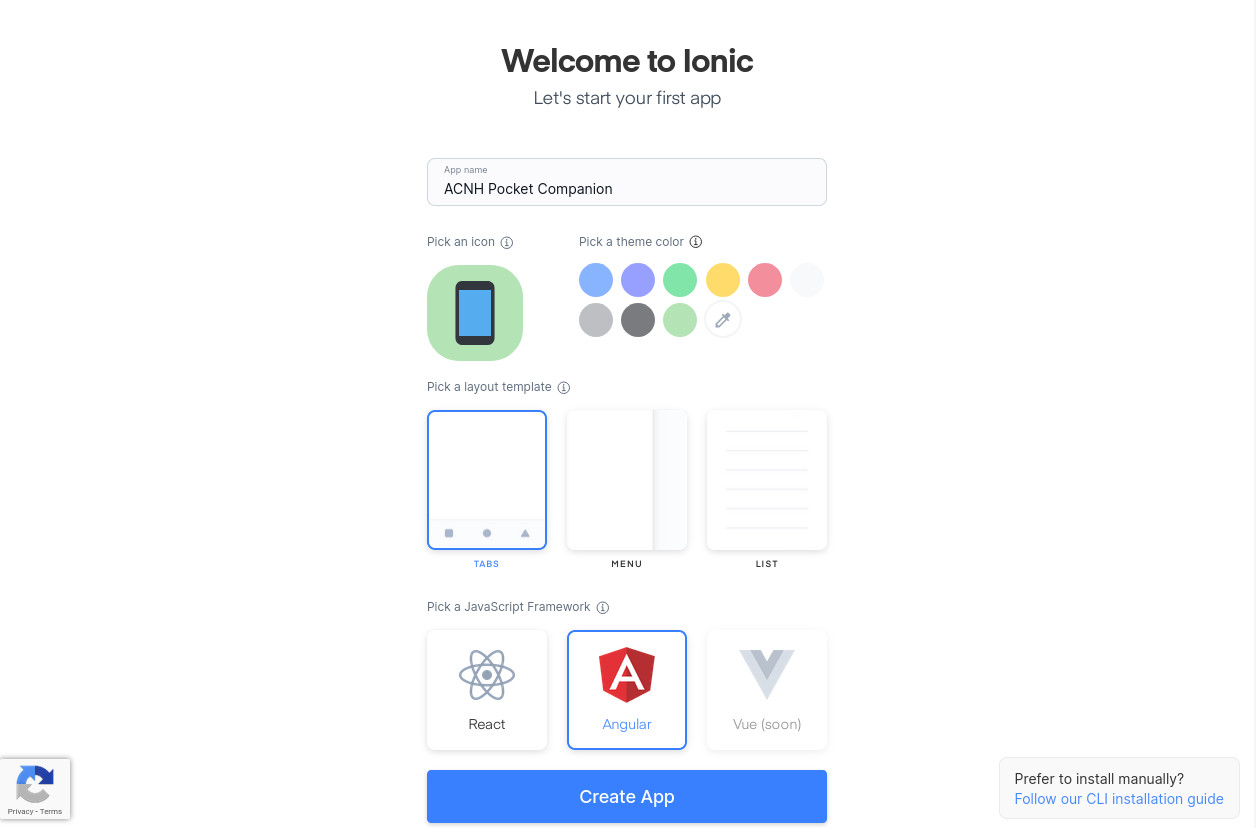 Welcome to Ionic
Let's start your first app
App name
ACNH Pocket Companion
Pick an icon
Pick a theme color
Pick a layout template
TABS
MENU
LIST
Pick a JavaScript Framework
React
Angular
Vue (soon)
Create App
Privacy - Terms
Prefer to install manually?
Follow our CLI installation guide